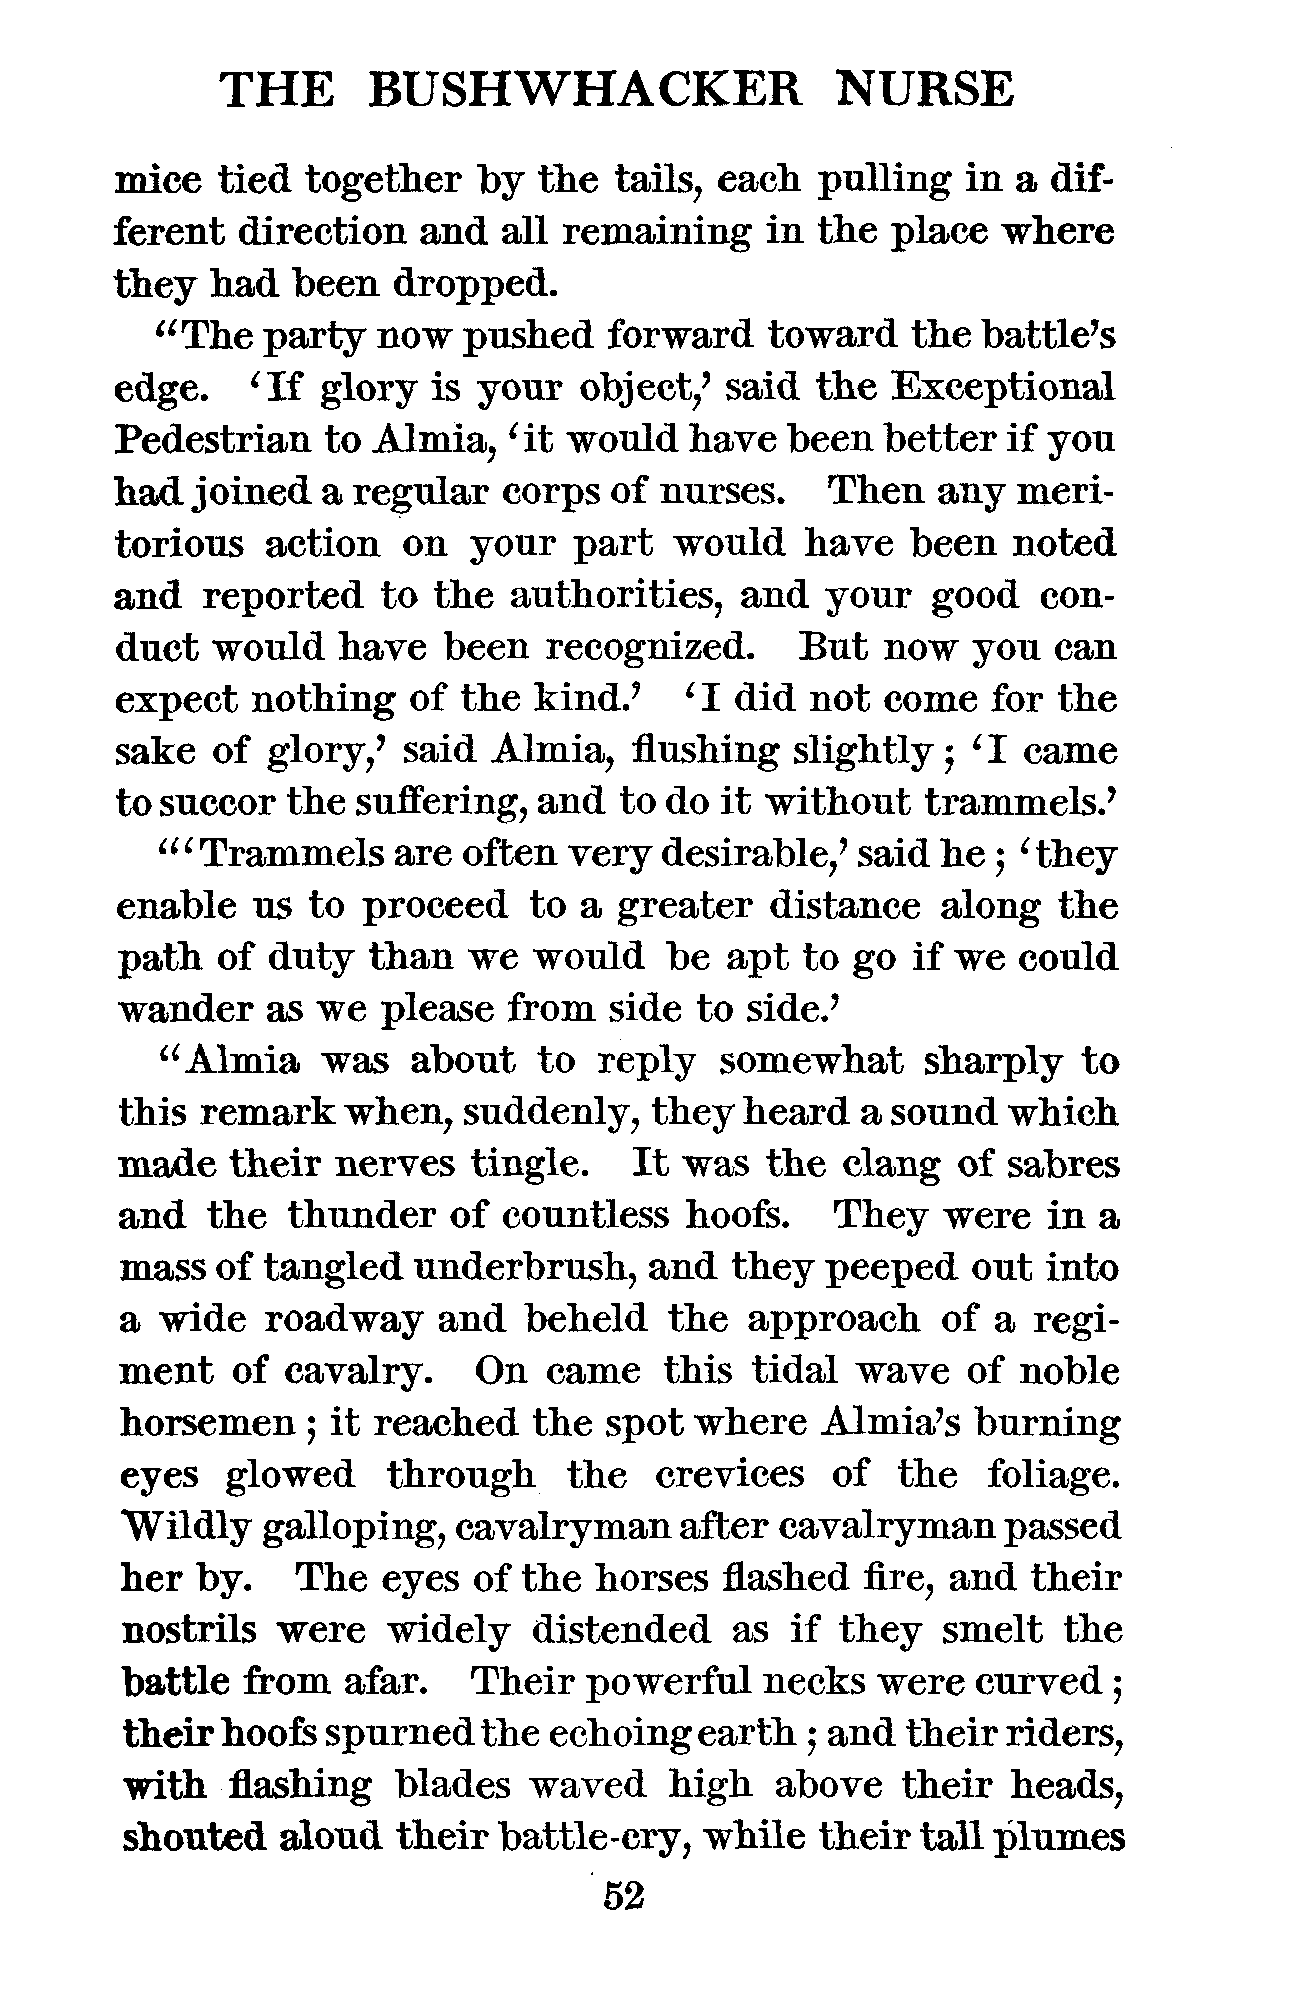 THE BUSHWHACKER NURSE
mice tied together by the tails, each pulling in a dif-
ferent direction and all remaining in the place where
they had been dropped.
“The party now pushed forward toward the battle’s
edge. ‘If glory is your object,’ said the Exceptional
Pedestrian to Almia, ‘it would have been better if you
had joined a regular corps of nurses. Then any meri-
torious action on your part would have been noted
and reported to the authorities, and your good con-
duct would have been recognized. But now you can
expect nothing of the kind.’ ‘I did not come for the
sake of glory,’ said Almia, flushing slightly; ‘I came
to succor the suffering, and to do it without trammels.’
“‘Trammels are often very desirable,’ said he; ‘they
enable us to proceed to a greater distance along the
path of duty than we would be apt to go if we could
wander as we please from side to side.’
“Almia was about to reply somewhat sharply to
this remark when, suddenly, they heard a sound which
made their nerves tingle. It was the clang of sabres
and the thunder of countless hoofs. They were in a
mass of tangled underbrush, and they peeped out into
a wide roadway and beheld the approach of a regi-
ment of cavalry. On came this tidal wave of noble
horsemen; it reached the spot where Almia’s burning
eyes glowed through the crevices of the foliage.
Wildly galloping, cavalryman after cavalryman passed
her by. The eyes of the horses flashed fire, and their
nostrils were widely distended as if they smelt the
battle from afar. Their powerful necks were curved;
their hoofs spurned the echoing earth; and their riders,
with flashing blades waved high above their heads,
shouted aloud their battle-cry, while their tall plumes
52